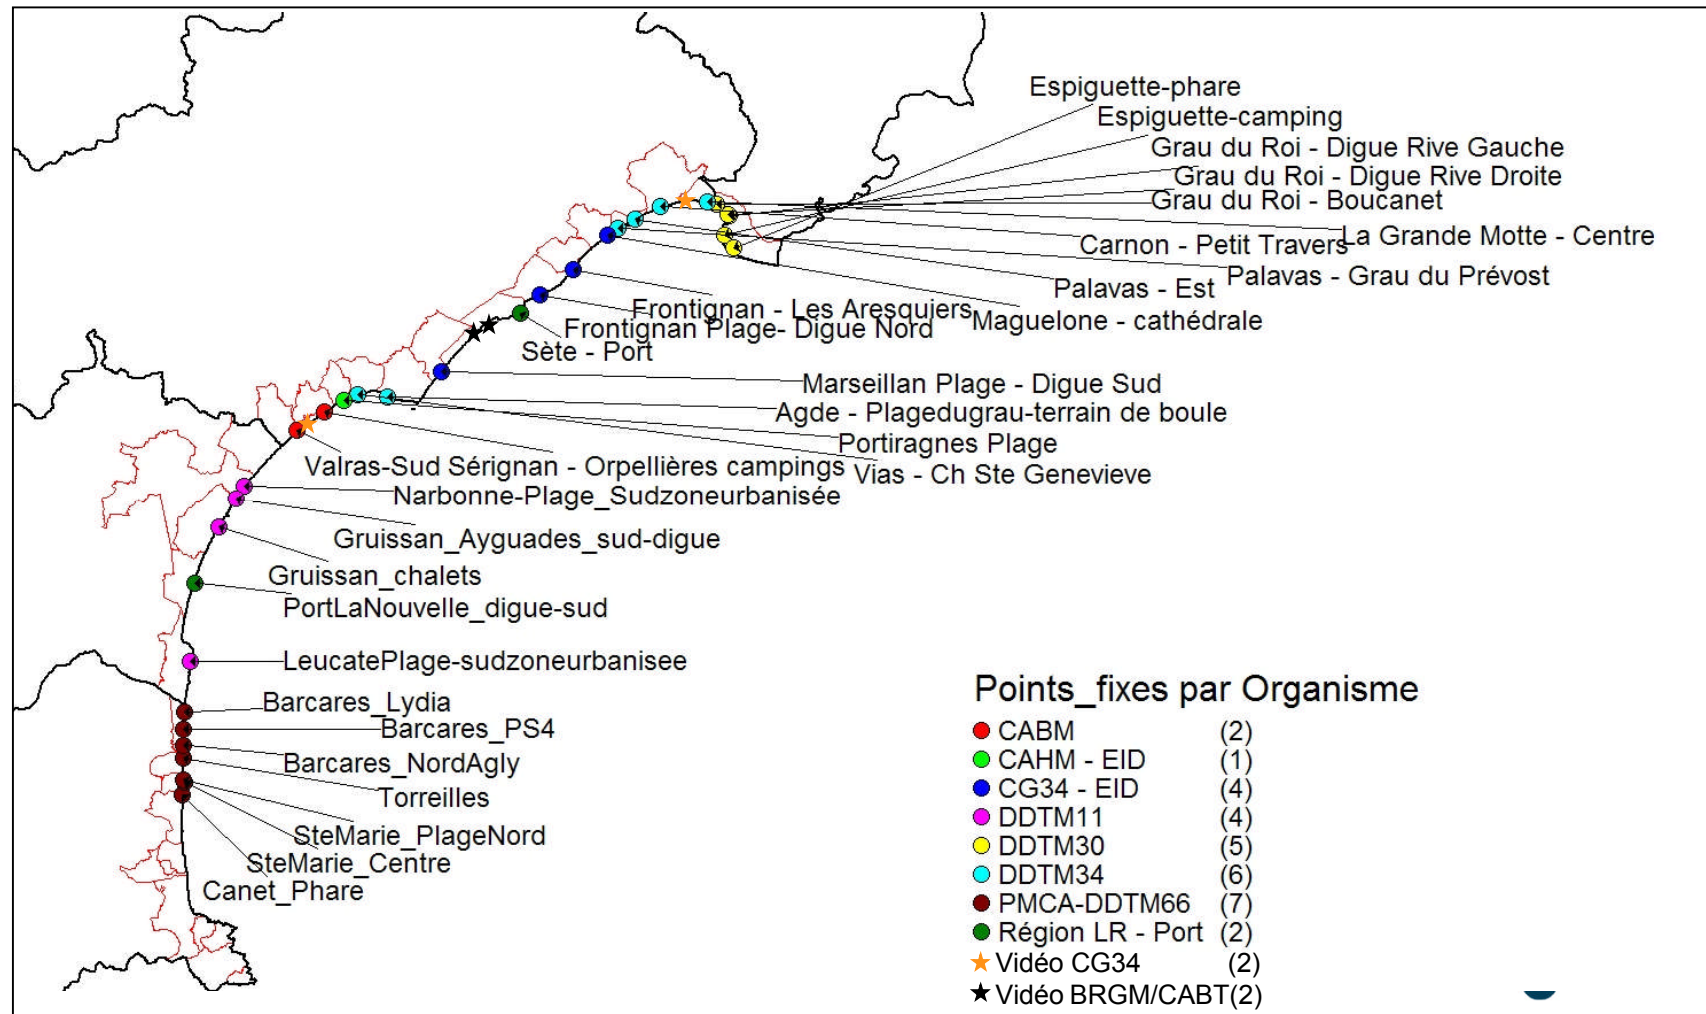 Espiguette-phare
Espiguette-camping
Grau du Roi - Digue Rive Gauche
Grau du Roi - Digue Rive Droite
Grau du Roi - Boucanet
La Grande Motte - Centre
Carnon - Petit Travers
Palavas - Grau du Prévost
Palavas - Est
Frontignan - Les Aresquiers
Maguelone - cathédrale
Frontignan Plage- Digue Nord
Sète - Port
Marseillan Plage - Digue Sud
Agde - Plagedugrau-terrain de boule
Portiragnes Plage
Valras-Sud Sérignan - Orpellières campings
Vias - Ch Ste Genevieve
Narbonne-Plage_Sudzoneurbanisée
Gruissan_Ayguades_sud-digue
Gruissan_chalets
PortLaNouvelle_digue-sud
LeucatePlage-sudzoneurbanisee
Barcares_Lydia
Barcares_PS4
Barcares_NordAgly
Torreilles
SteMarie_PlageNord
SteMarie_Centre
Canet_Phare
Points_fixes par Organisme
CABM (2)
CAHM - EID (1)
CG34 - EID (4)
DDTM11 (4)
DDTM30 (5)
DDTM34 (6)
PMCA-DDTM66 (7)
Région LR - Port (2)
Vidéo CG34 (2)
Vidéo BRGM/CABT(2)